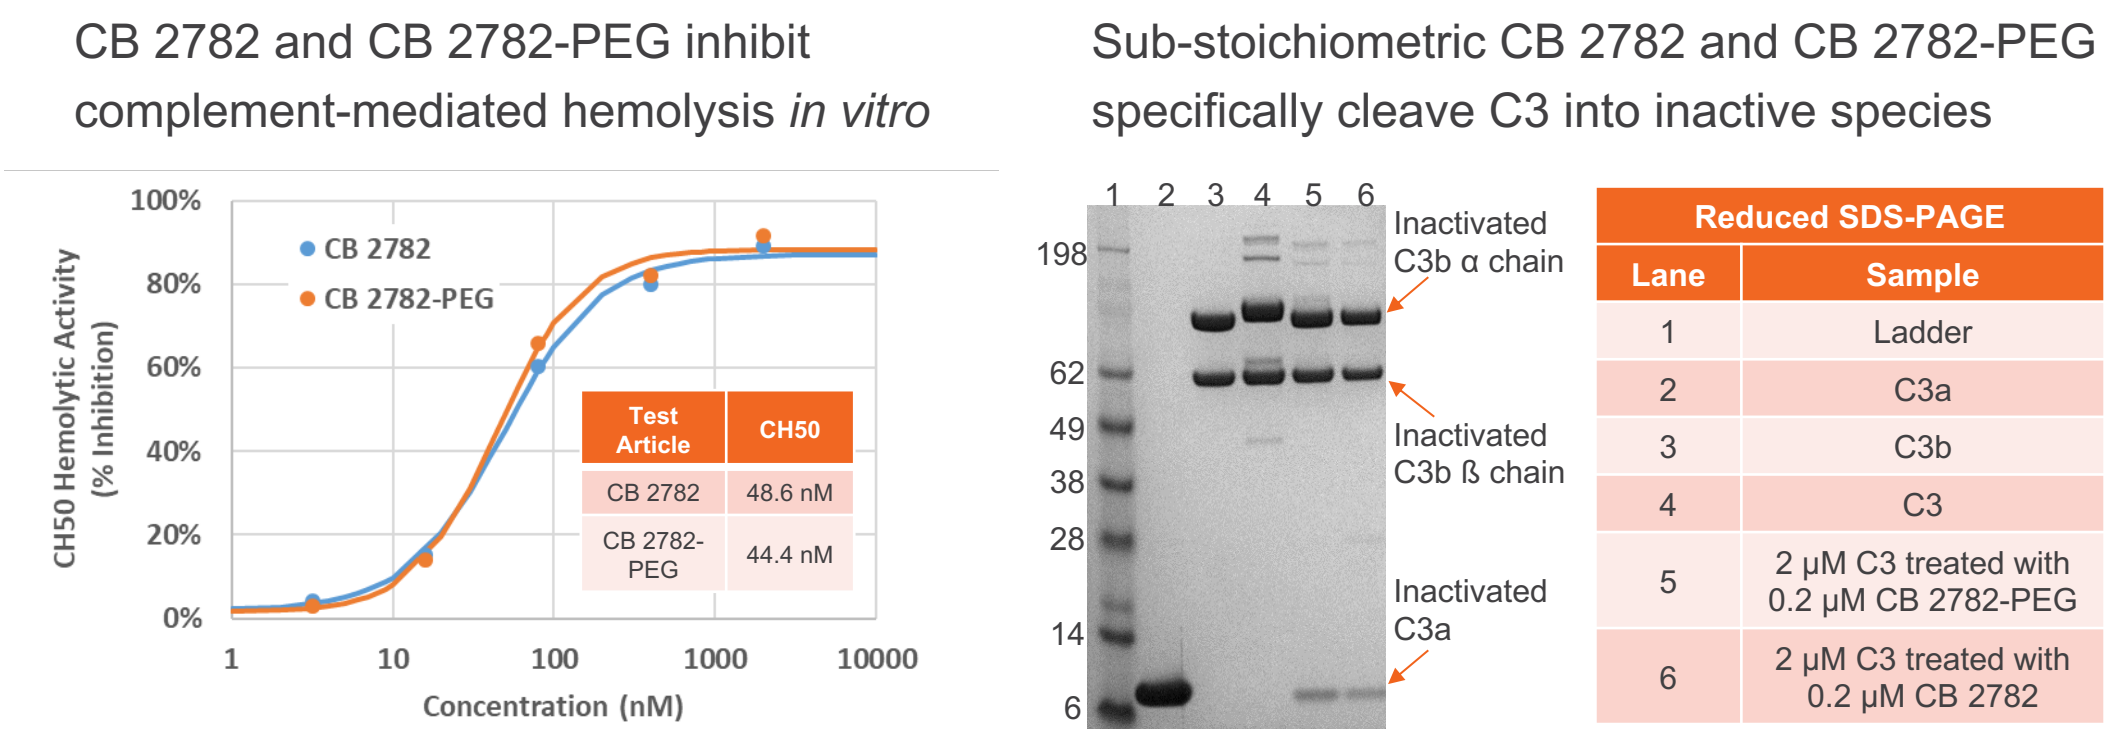 CB 2782 and CB 2782-PEG inhibit
complement-mediated hemolysis in vitro
100%
80%
60%
40%
20%
0%
CH50 Hemolytic Activity
(% Inhibition)
CB 2782
CB 2782-PEG
Test Article CH50
CB 2782 48.6 nM
CB 2782-PEG 44.4 nM
1 10 100 1000 10000
Concentration (nM)
Sub-stoichiometric CB 2782 and CB 2782-PEG
specifically cleave C3 into inactive species
1 2 3 4 5 6
198
62
49
38
28
14
6
Inactivated
C3b α chain
Inactivated
C3b ß chain
Inactivated
C3a
Reduced SDS-PAGE
Lane Sample
1 Ladder
2 C3a
3 C3b
4 C3
5 2 µM C3 treated with
0.2 µM CB 2782-PEG
6 2 µM C3 treated with
0.2 µM CB 2782